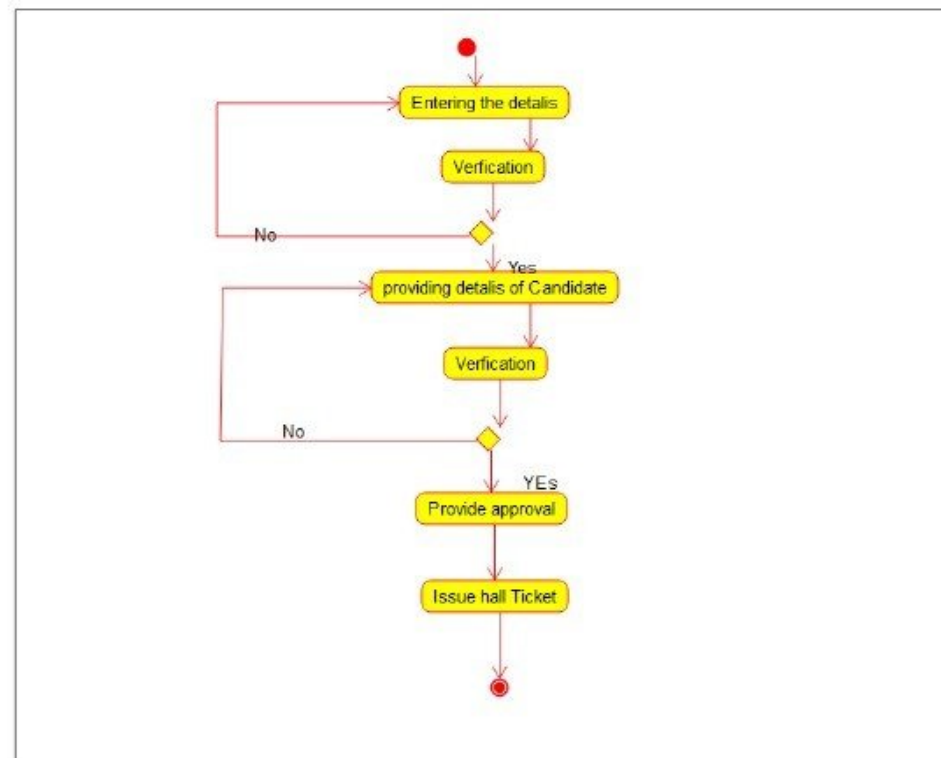 Entering the detalis
Verfication
No
Yes
providing detalis of Candidate
Verfication
No
YEs
Provide approval
Issue hall Ticket